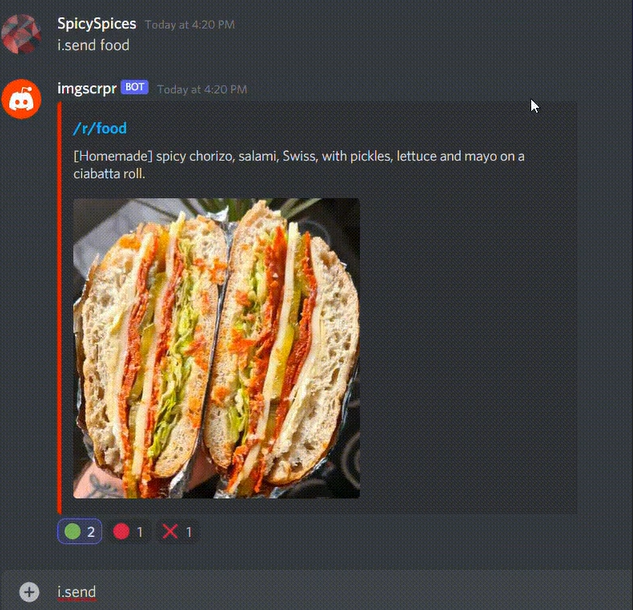 SpicySpices Today at 4:20 PM
i.send food
imgscrpr BOT Today at 4:20 PM
/r/food
[Homemade] spicy chorizo, salami, Swiss, with pickles, lettuce and mayo on a
ciabatta roll.
2 1 1
i.send